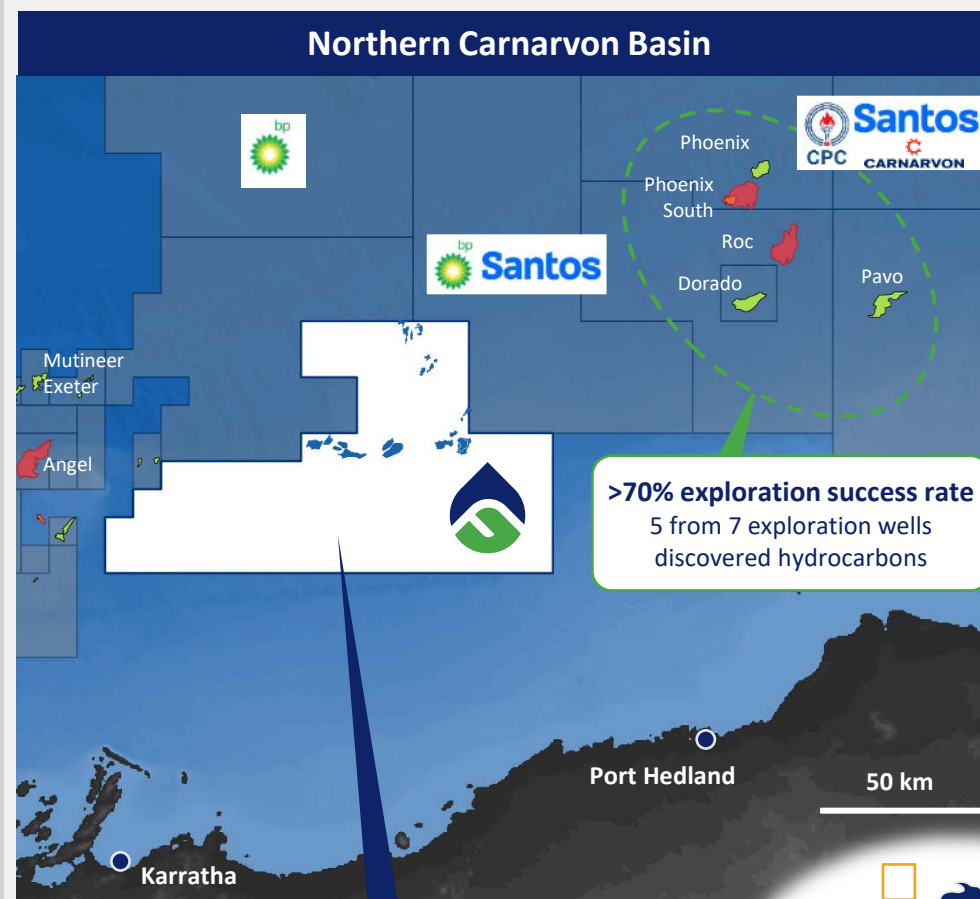 Northern Carnarvon Basin
bp
Phoenix
CPC
Santos
CARNARVON
Phoenix
South
Roc
bp
Santos
Dorado
Pavo
Mutineer
Exeter
Angel
>70% exploration success rate
5 from 7 exploration wells
discovered hydrocarbons
Port Hedland
50 km
Karratha